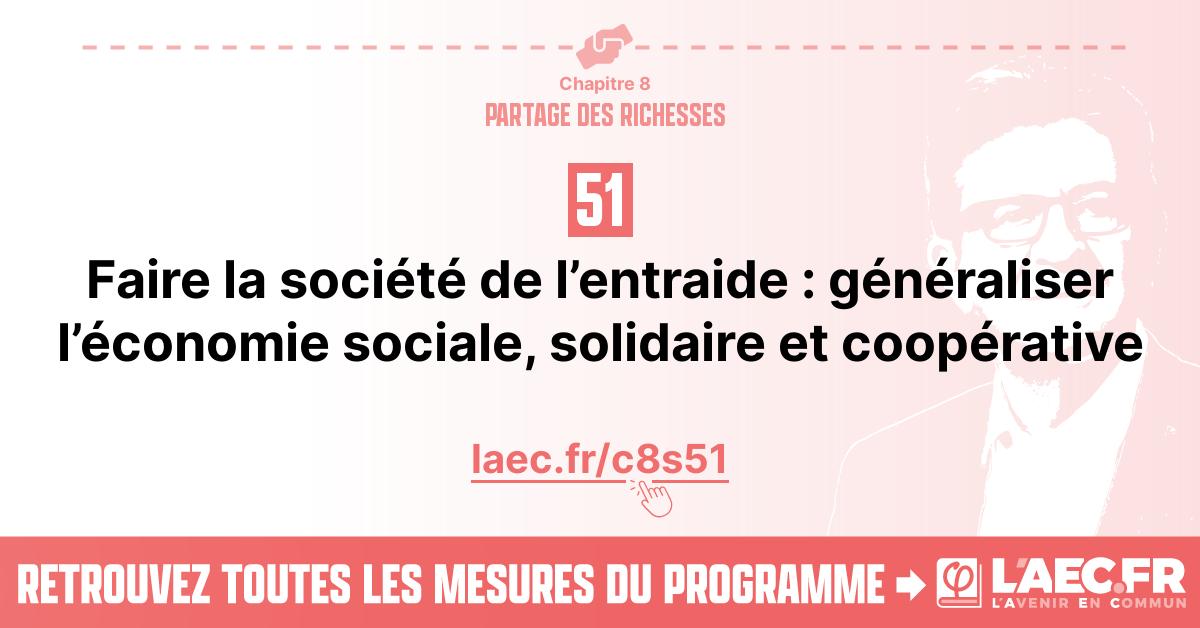 Chapitre 8
PARTAGE DES RICHESSES
51
Faire la société de l’entraide : généraliser
l’économie sociale, solidaire et coopérative
laec.fr/c8s51
RETROUVEZ TOUTES LES MESURES DU PROGRAMME
L'AEC.FR
L'AVENIR EN COMMUN